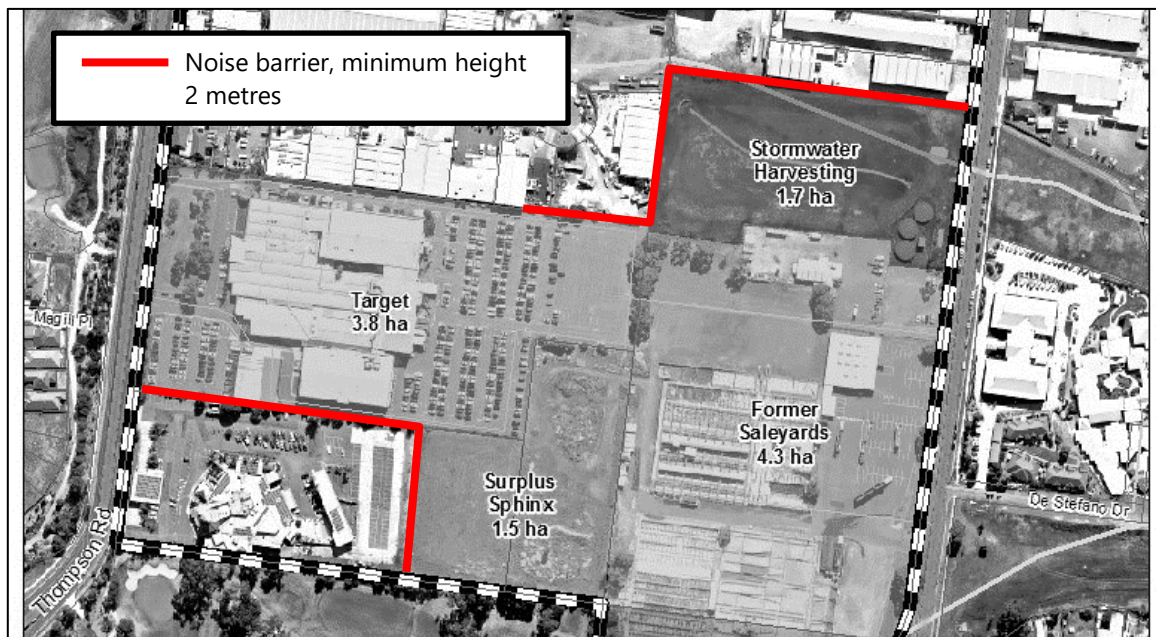 Noise barrier, minimum height
2 metres
Stormwater
Harvesting
1.7 ha
Target
3.8 ha
Magill Pl
Former
Saleyards
4.3 ha
Surplus
Sphinx
1.5 ha
De Stefano Dr
Thompson Rd